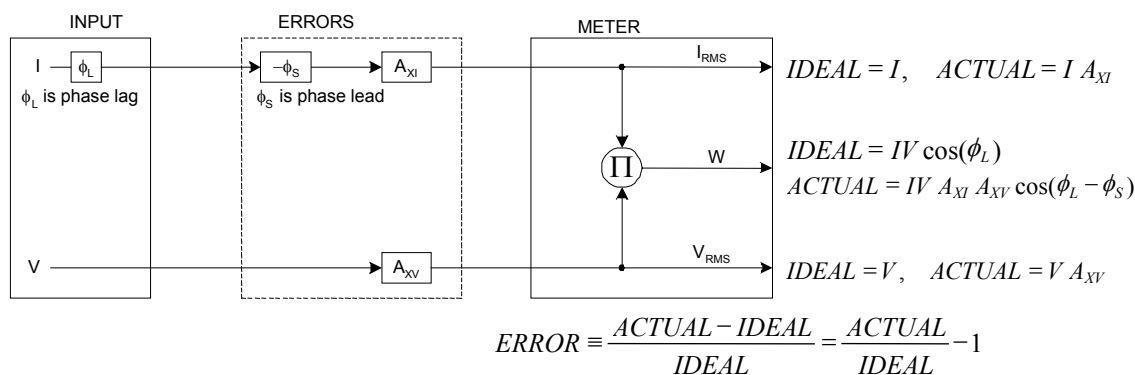 INPUT
ERRORS
METER
I
ϕL
−ϕS
AXI
IRMS
IDEAL = I, ACTUAL = I AXI
ϕL is phase lag
ϕS is phase lead
Π
W
IDEAL = IV cos(ϕL)
ACTUAL = IV AXI AXV cos(ϕL − ϕS)
V
AXV
VRMS
IDEAL = V, ACTUAL = V AXV
ERROR ≡ (ACTUAL − IDEAL)/IDEAL = ACTUAL/IDEAL − 1